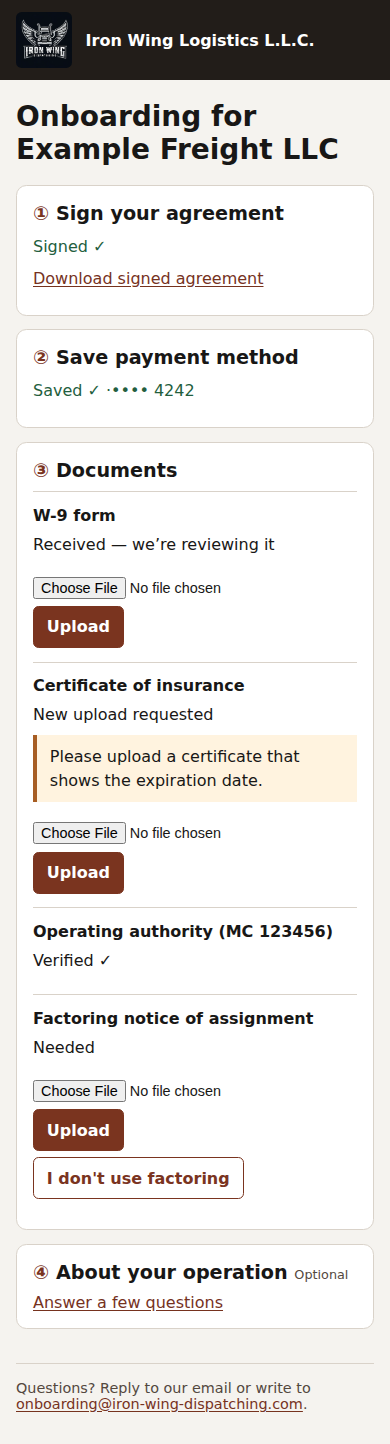 IRON WING
Iron Wing Logistics L.L.C.
Onboarding for
Example Freight LLC
① Sign your agreement
Signed ✓
Download signed agreement
② Save payment method
Saved ✓ ·•••• 4242
③ Documents
W-9 form
Received — we’re reviewing it
Choose File No file chosen
Upload
Certificate of insurance
New upload requested
Please upload a certificate that
shows the expiration date.
Choose File No file chosen
Upload
Operating authority (MC 123456)
Verified ✓
Factoring notice of assignment
Needed
Choose File No file chosen
Upload
I don't use factoring
④ About your operation Optional
Answer a few questions
Questions? Reply to our email or write to
onboarding@iron-wing-dispatching.com.